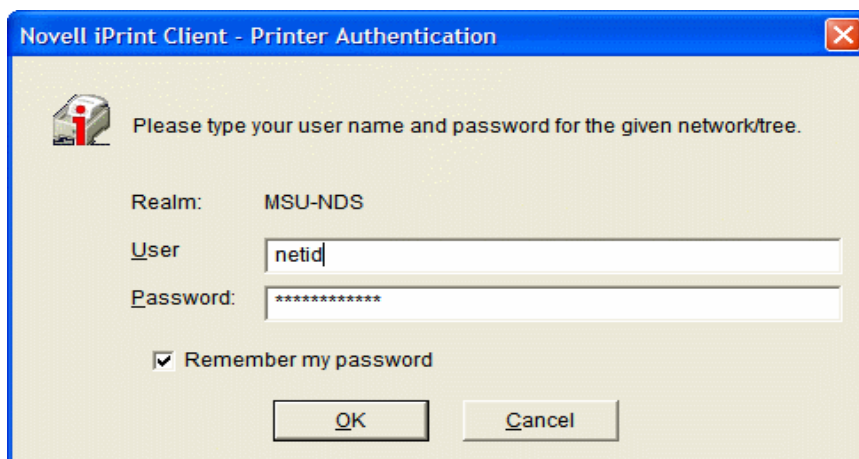 Novell iPrint Client - Printer Authentication
Please type your user name and password for the given network/tree.
Realm: MSU-NDS
User netid
Password: ************
Remember my password
OK Cancel